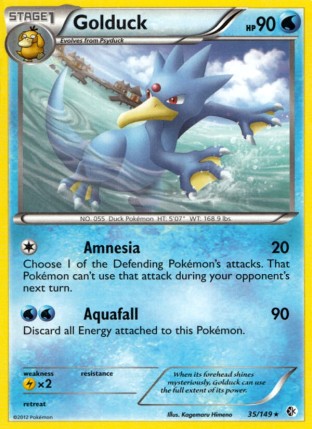 STAGE1
Golduck
HP90
Evolves from Psyduck
NO. 055 Duck Pokémon HT: 5'07" WT: 168.9 lbs.
Amnesia 20
Choose 1 of the Defending Pokémon's attacks. That
Pokémon can't use that attack during your opponent's
next turn.
Aquafall 90
Discard all Energy attached to this Pokémon.
weakness resistance
×2
retreat
When its forehead shines
mysteriously, Golduck can use
the full extent of its power.
©2012 Pokémon
Illus. Kagemaru Himeno
35/149★